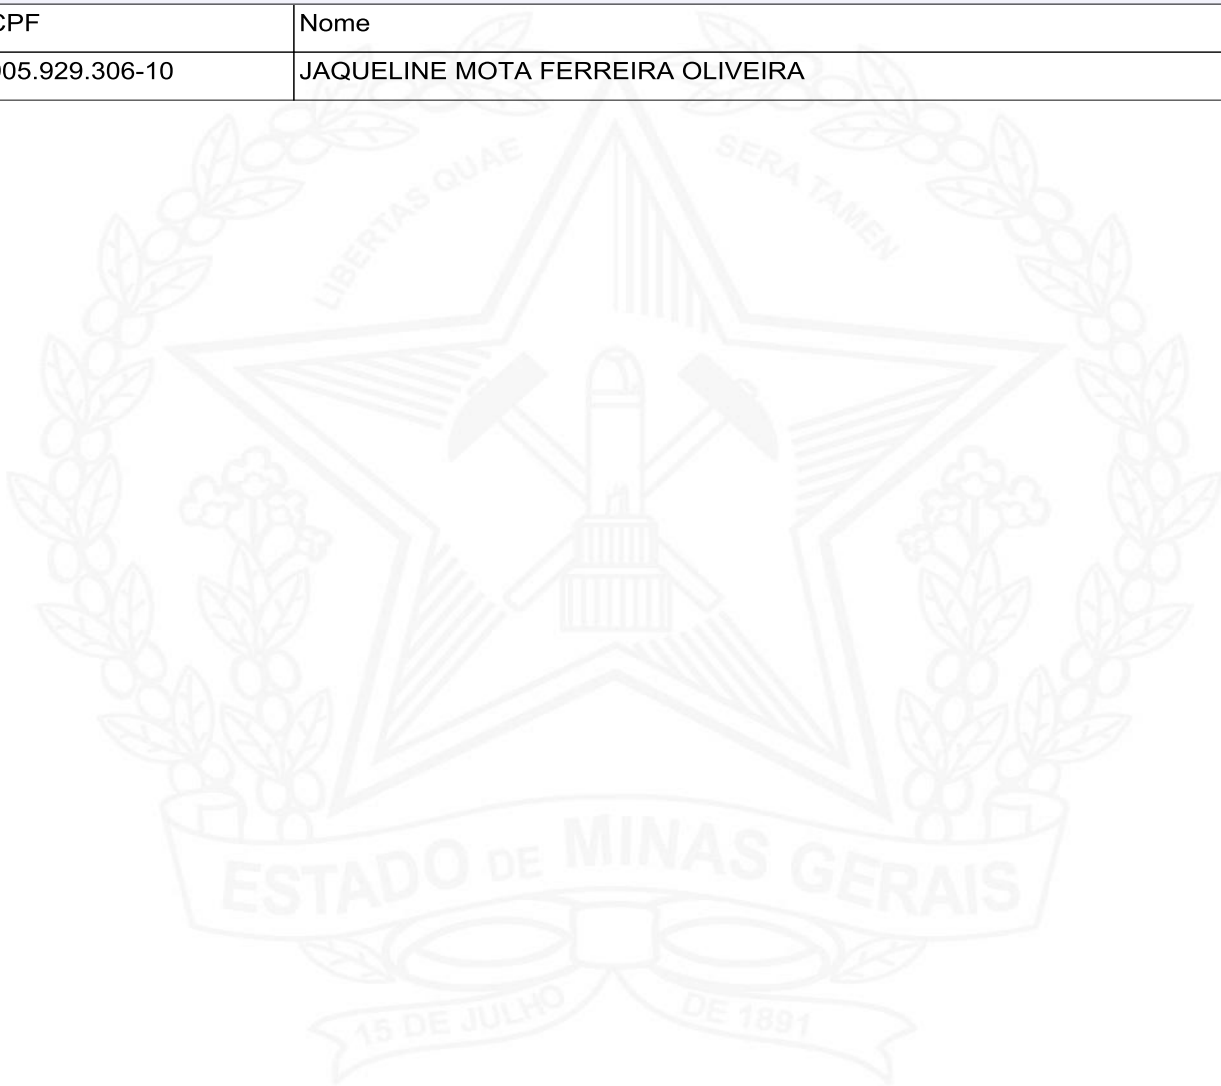 CPF Nome
005.929.306-10 JAQUELINE MOTA FERREIRA OLIVEIRA
LIBERTAS QUAE SERA TAMEN
ESTADO DE MINAS GERAIS
15 DE JULHO DE 1891